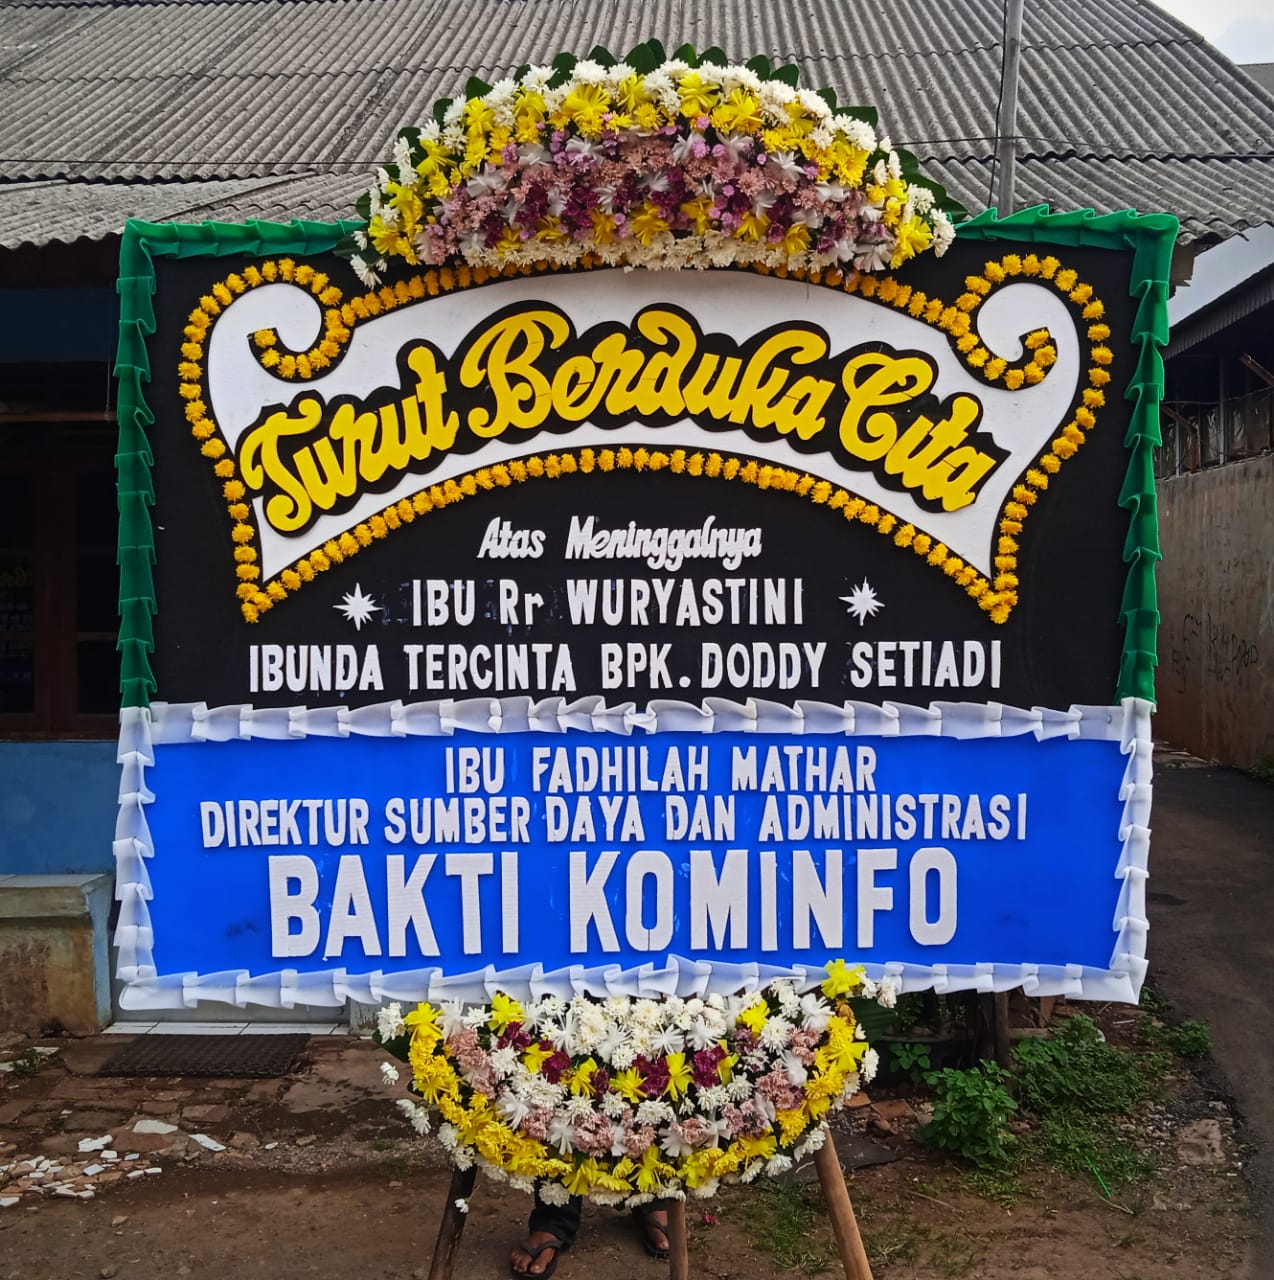 Turut Berduka Cita
Atas Meninggalnya
IBU Rr WURYASTINI
IBUNDA TERCINTA BPK. DODDY SETIADI
IBU FADHILAH MATHAR
DIREKTUR SUMBER DAYA DAN ADMINISTRASI
BAKTI KOMINFO